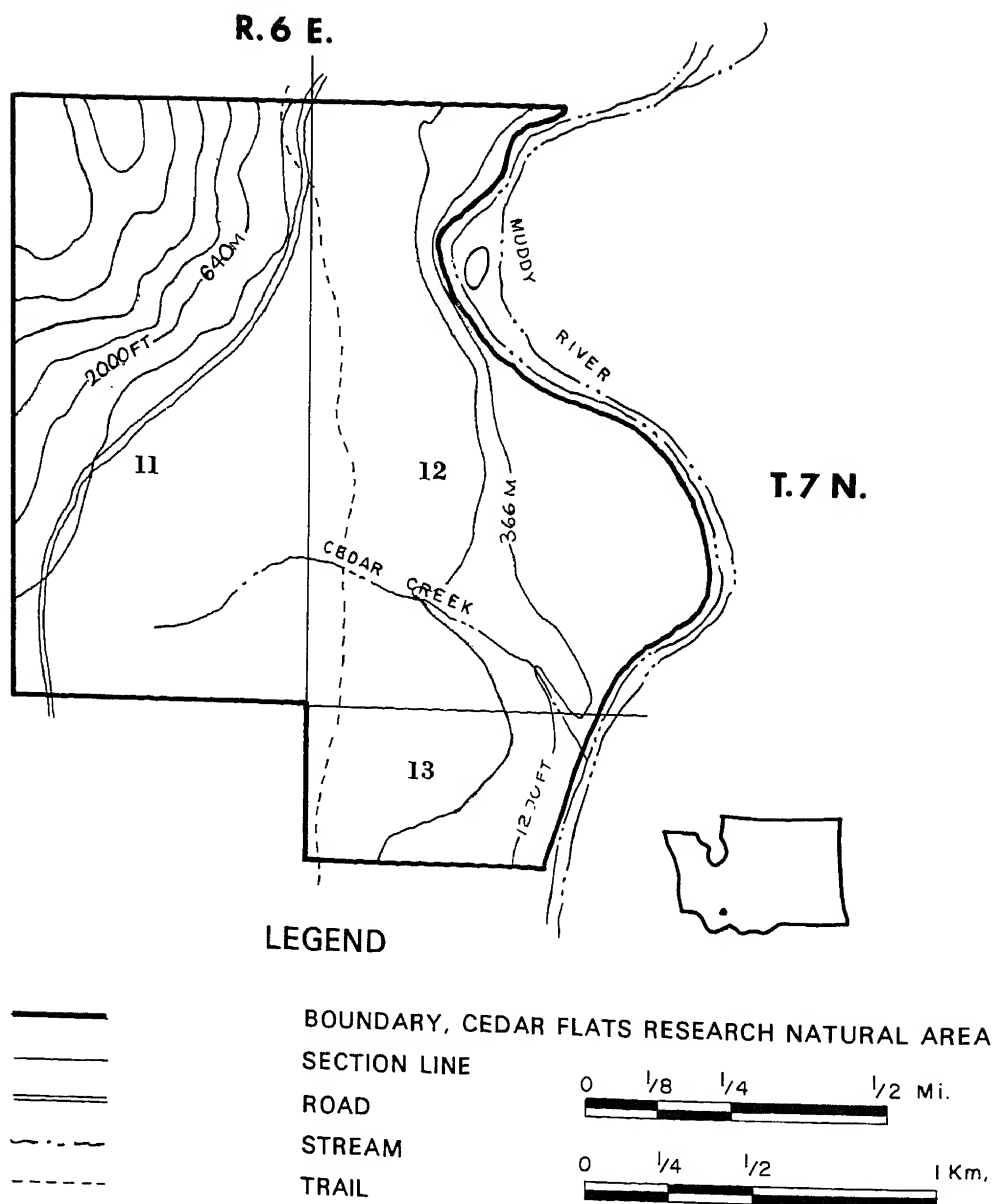 R. 6 E.
640M
2000 FT
MUDDY
RIVER
11
12
T. 7 N.
366 M
CEDAR CREEK
13
FT
LEGEND
BOUNDARY, CEDAR FLATS RESEARCH NATURAL AREA
SECTION LINE
0 1/8 1/4 1/2 Mi.
ROAD
STREAM
0 1/4 1/2 1 Km,
TRAIL